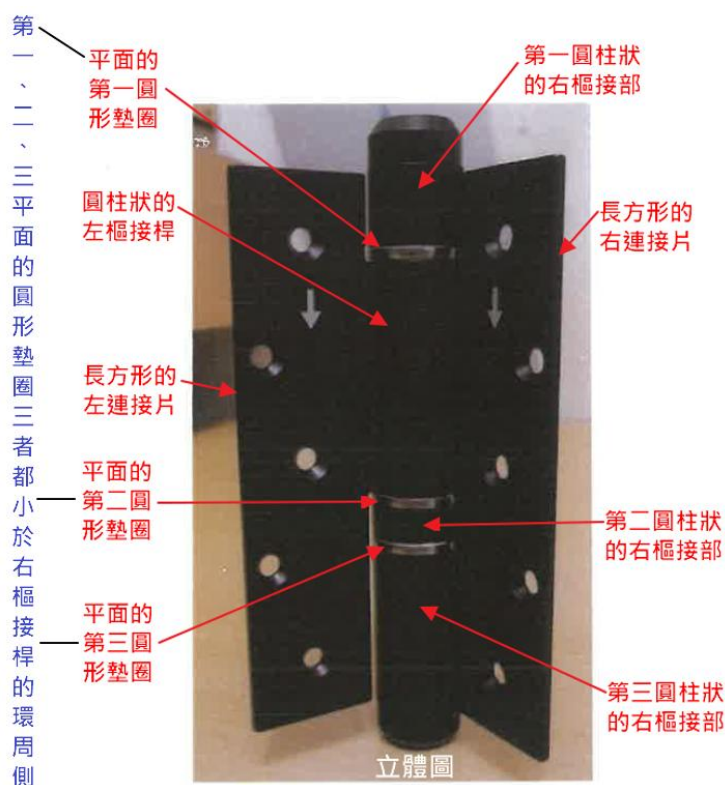 第一、二、三平面的圓形墊圈三者都小於右樞接桿的環周側
平面的
第一圓
形墊圈
第一圓柱狀
的右樞接部
圓柱狀的
左樞接桿
長方形的
右連接片
長方形的
左連接片
平面的
第二圓
形墊圈
第二圓柱狀
的右樞接部
平面的
第三圓
形墊圈
第三圓柱狀
的右樞接部
立體圖